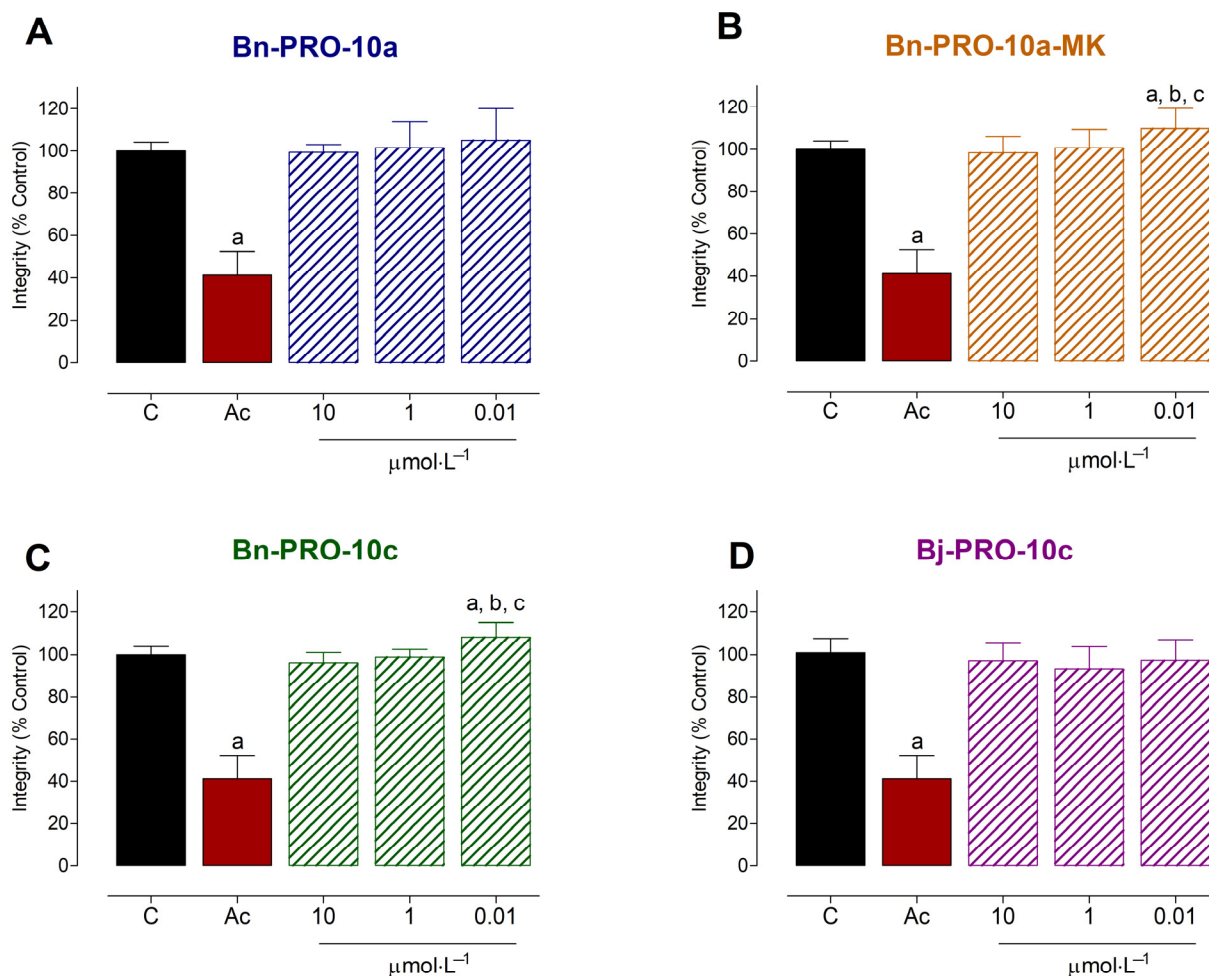 A
Bn-PRO-10a
Integrity (% Control)
120
100
80
60
40
20
0
a
C Ac 10 1 0.01
μmol·L⁻¹
B
Bn-PRO-10a-MK
Integrity (% Control)
120
100
80
60
40
20
0
a
a, b, c
C Ac 10 1 0.01
μmol·L⁻¹
C
Bn-PRO-10c
Integrity (% Control)
120
100
80
60
40
20
0
a
a, b, c
C Ac 10 1 0.01
μmol·L⁻¹
D
Bj-PRO-10c
Integrity (% Control)
120
100
80
60
40
20
0
a
C Ac 10 1 0.01
μmol·L⁻¹